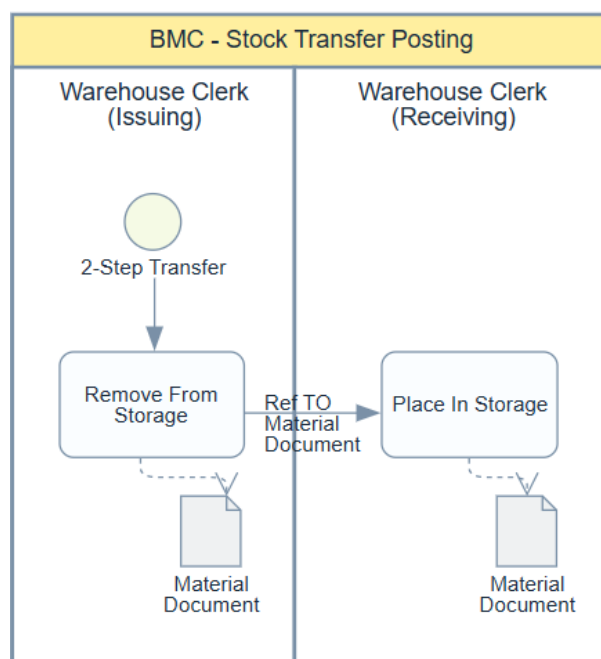 BMC - Stock Transfer Posting
Warehouse Clerk
(Issuing)
Warehouse Clerk
(Receiving)
2-Step Transfer
Remove From
Storage
Ref TO
Material
Document
Place In Storage
Material
Document
Material
Document